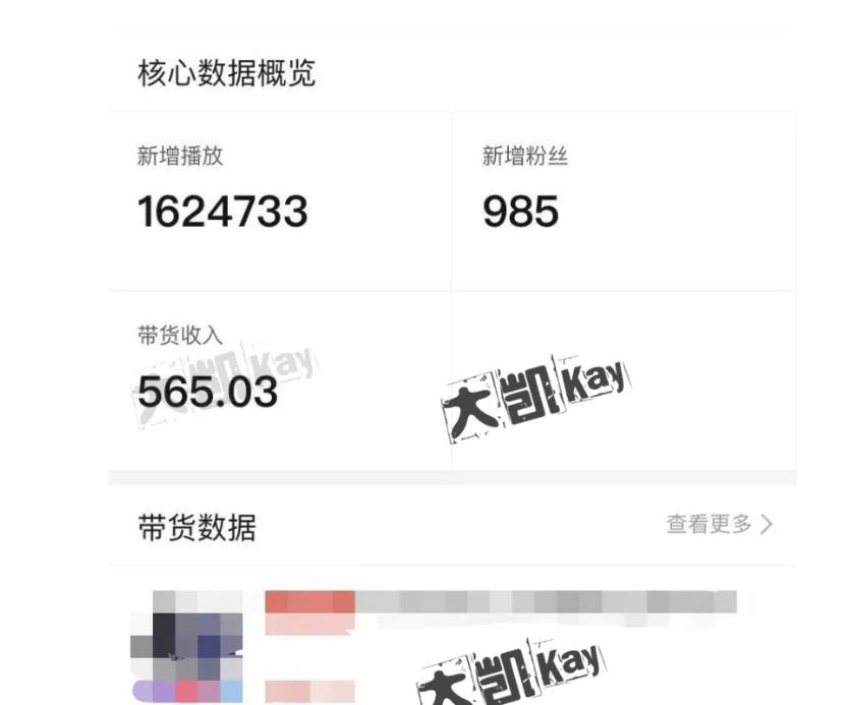 核心数据概览
新增播放
新增粉丝
1624733
985
带货收入
大凯Kay
565.03
大凯Kay
带货数据
查看更多
大凯Kay